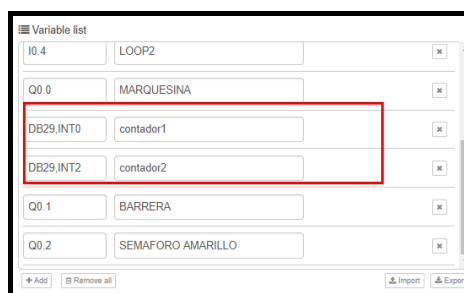 Variable list
I0.4 LOOP2
Q0.0 MARQUESINA
DB29,INT0 contador1
DB29,INT2 contador2
Q0.1 BARRERA
Q0.2 SEMAFORO AMARILLO
+ Add Remove all Import Export